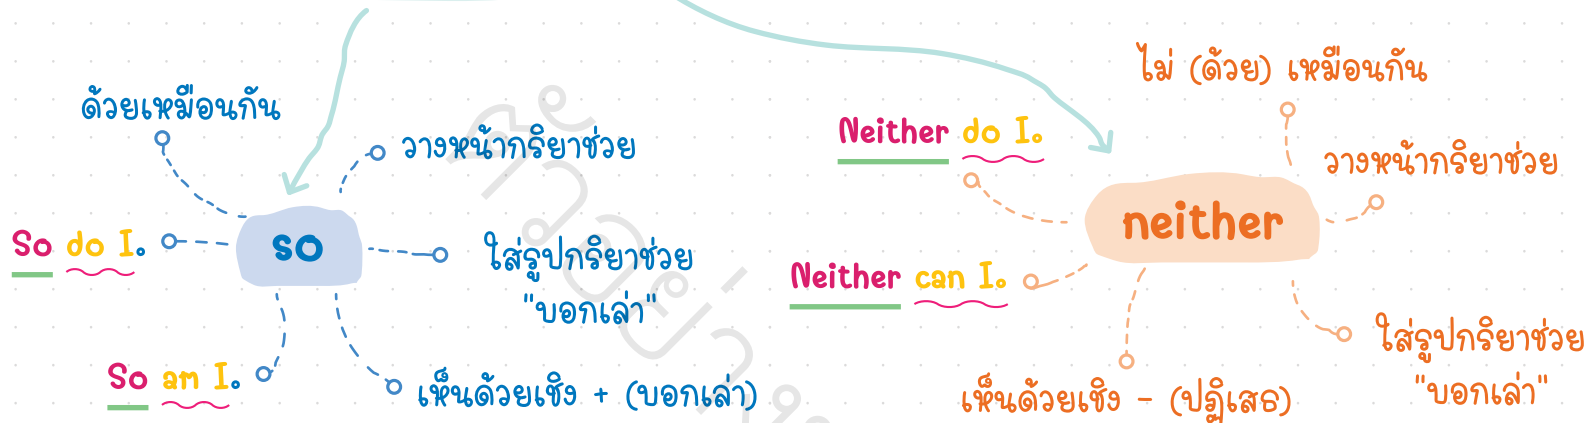 ด้วยเหมือนกัน
วางหน้ากริยาช่วย
So do I.
so
ใส่รูปกริยาช่วย
"บอกเล่า"
So am I.
เห็นด้วยเชิง + (บอกเล่า)
ไม่ (ด้วย) เหมือนกัน
Neither do I.
วางหน้ากริยาช่วย
neither
Neither can I.
ใส่รูปกริยาช่วย
"บอกเล่า"
เห็นด้วยเชิง - (ปฏิเสธ)
ตัวอย่าง